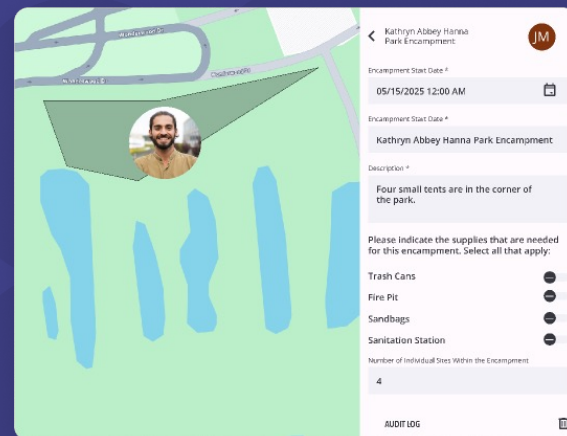 Kathryn Abbey Hanna
Park Encampment
JM
Encampment Start Date *
05/15/2025 12:00 AM
Encampment Start Date *
Kathryn Abbey Hanna Park Encampment
Description *
Four small tents are in the corner of
the park.
Please indicate the supplies that are needed
for this encampment. Select all that apply:
Trash Cans
Fire Pit
Sandbags
Sanitation Station
Number of Individual Sites Within the Encampment
4
AUDIT LOG